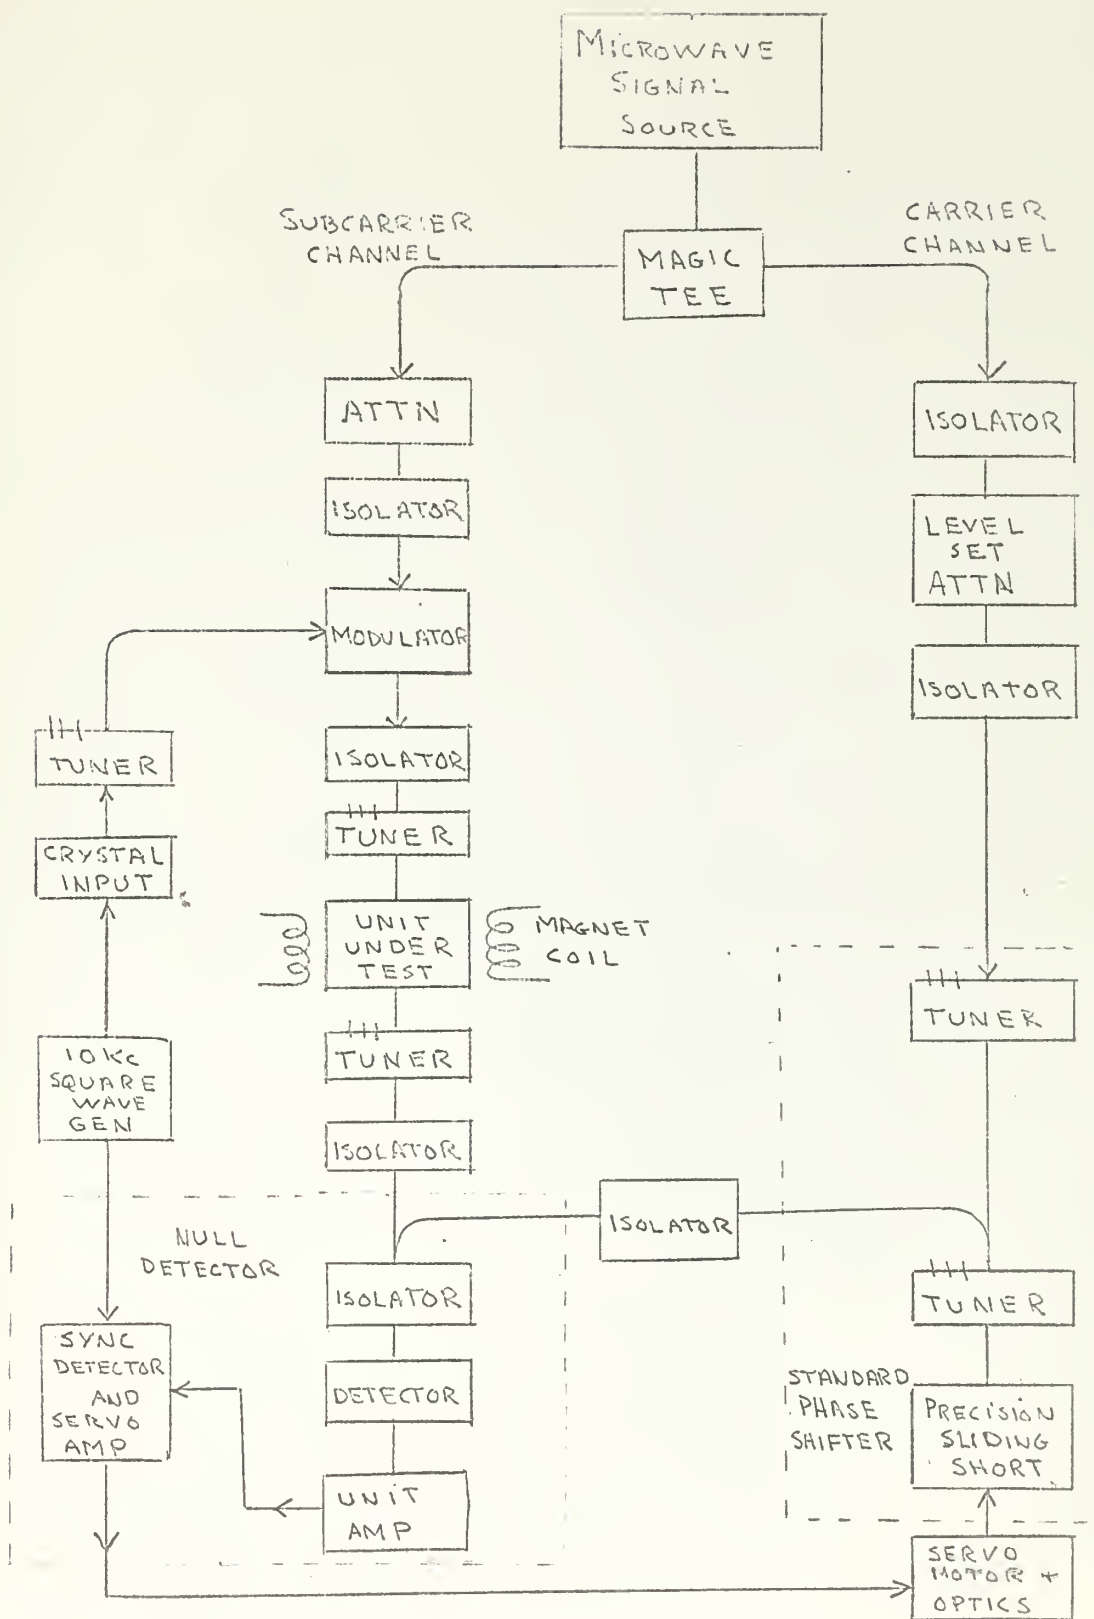 MICROWAVE
SIGNAL
SOURCE
SUBCARRIER
CHANNEL
CARRIER
CHANNEL
MAGIC
TEE
ATTN
ISOLATOR
ISOLATOR
LEVEL
SET
ATTN
MODULATOR
ISOLATOR
TUNER
ISOLATOR
TUNER
CRYSTAL
INPUT
UNIT
UNDER
TEST
MAGNET
COIL
TUNER
10 KC
SQUARE
WAVE
GEN
TUNER
ISOLATOR
ISOLATOR
NULL
DETECTOR
ISOLATOR
TUNER
SYNC
DETECTOR
AND
SERVO
AMP
DETECTOR
STANDARD
PHASE
SHIFTER
PRECISION
SLIDING
SHORT
UNIT
AMP
SERVO
MOTOR +
OPTICS